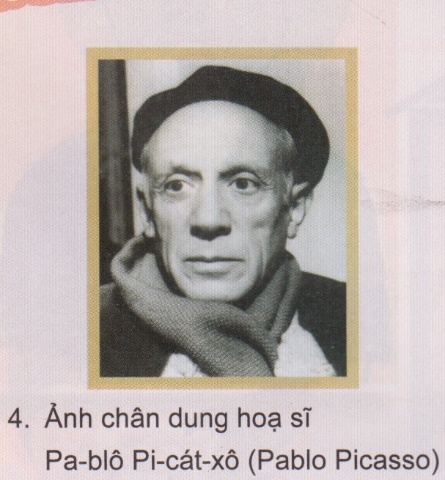 4. Ảnh chân dung hoạ sĩ
Pa-blô Pi-cát-xô (Pablo Picasso)